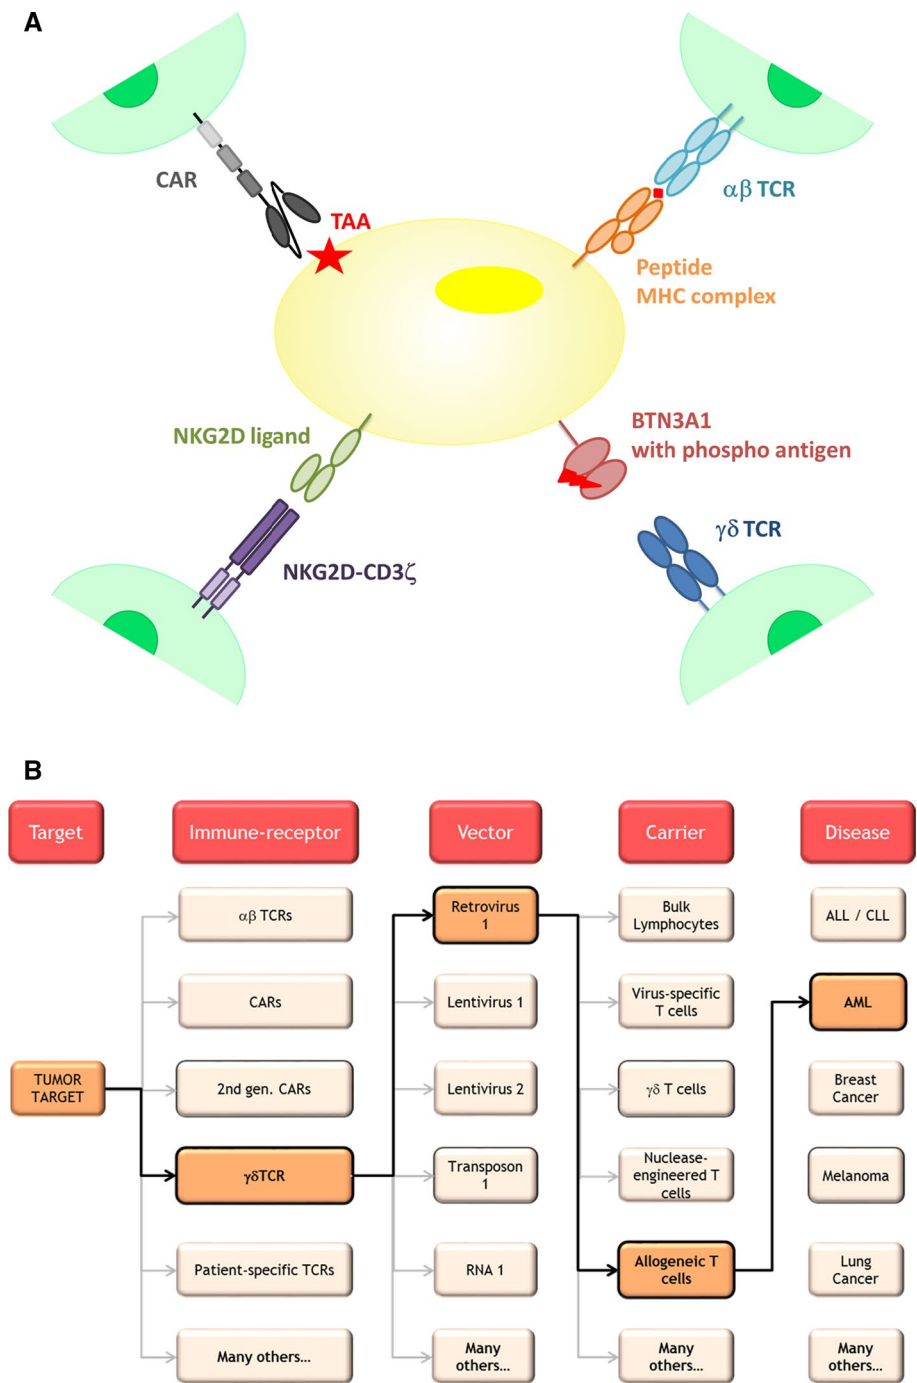 A
CAR
TAA
αβ TCR
Peptide
MHC complex
NKG2D ligand
BTN3A1
with phospho antigen
NKG2D-CD3ζ
γδ TCR
B
Target
Immune-receptor
Vector
Carrier
Disease
αβ TCRs
Retrovirus
1
Bulk
Lymphocytes
ALL / CLL
CARs
Lentivirus 1
Virus-specific
T cells
AML
TUMOR
TARGET
2nd gen. CARs
Lentivirus 2
γδ T cells
Breast
Cancer
γδTCR
Transposon
1
Nuclease-
engineered T
cells
Melanoma
Patient-specific TCRs
RNA 1
Allogeneic T
cells
Lung
Cancer
Many others...
Many
others...
Many
others...
Many
others...